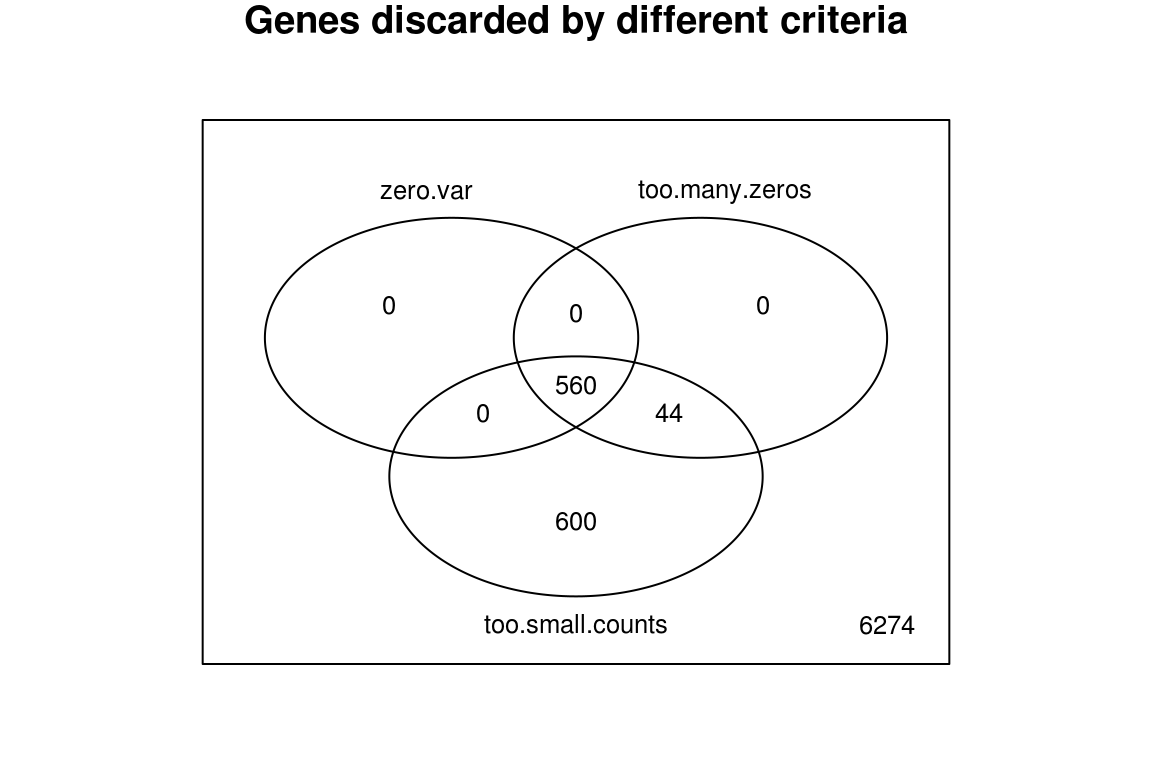 Genes discarded by different criteria
zero.var
too.many.zeros
0
0
0
560
0
44
600
too.small.counts
6274